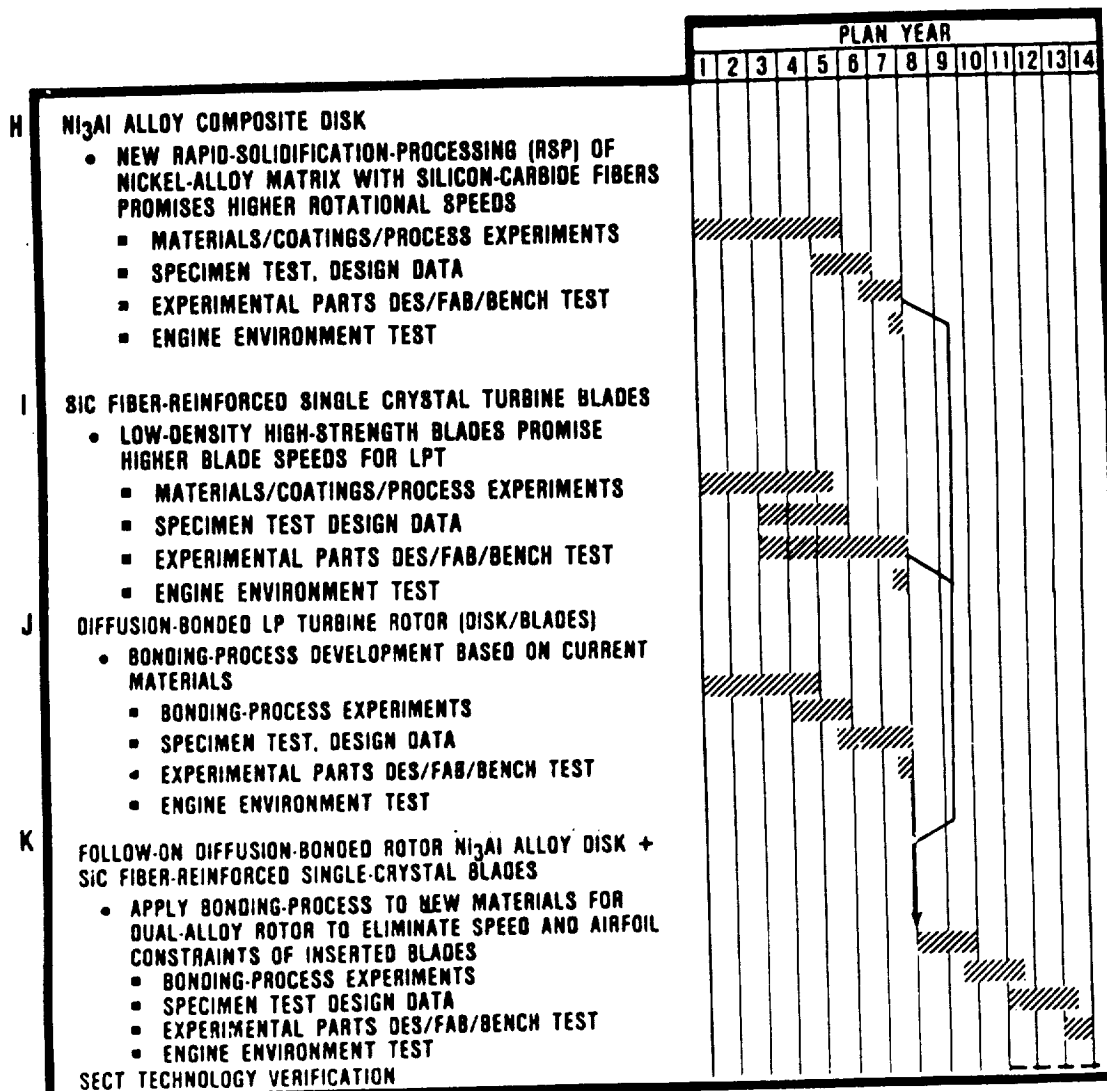 PLAN YEAR
1 2 3 4 5 6 7 8 9 10 11 12 13 14
H Ni3Al ALLOY COMPOSITE DISK
• NEW RAPID-SOLIDIFICATION-PROCESSING (RSP) OF
NICKEL-ALLOY MATRIX WITH SILICON-CARBIDE FIBERS
PROMISES HIGHER ROTATIONAL SPEEDS
▪ MATERIALS/COATINGS/PROCESS EXPERIMENTS
▪ SPECIMEN TEST, DESIGN DATA
▪ EXPERIMENTAL PARTS DES/FAB/BENCH TEST
▪ ENGINE ENVIRONMENT TEST
I SiC FIBER-REINFORCED SINGLE CRYSTAL TURBINE BLADES
• LOW-DENSITY HIGH-STRENGTH BLADES PROMISE
HIGHER BLADE SPEEDS FOR LPT
▪ MATERIALS/COATINGS/PROCESS EXPERIMENTS
▪ SPECIMEN TEST DESIGN DATA
▪ EXPERIMENTAL PARTS DES/FAB/BENCH TEST
▪ ENGINE ENVIRONMENT TEST
J DIFFUSION-BONDED LP TURBINE ROTOR (DISK/BLADES)
• BONDING-PROCESS DEVELOPMENT BASED ON CURRENT
MATERIALS
▪ BONDING-PROCESS EXPERIMENTS
▪ SPECIMEN TEST, DESIGN DATA
▪ EXPERIMENTAL PARTS DES/FAB/BENCH TEST
▪ ENGINE ENVIRONMENT TEST
K FOLLOW-ON DIFFUSION-BONDED ROTOR Ni3Al ALLOY DISK +
SiC FIBER-REINFORCED SINGLE-CRYSTAL BLADES
• APPLY BONDING-PROCESS TO NEW MATERIALS FOR
DUAL-ALLOY ROTOR TO ELIMINATE SPEED AND AIRFOIL
CONSTRAINTS OF INSERTED BLADES
▪ BONDING-PROCESS EXPERIMENTS
▪ SPECIMEN TEST DESIGN DATA
▪ EXPERIMENTAL PARTS DES/FAB/BENCH TEST
▪ ENGINE ENVIRONMENT TEST
SECT TECHNOLOGY VERIFICATION